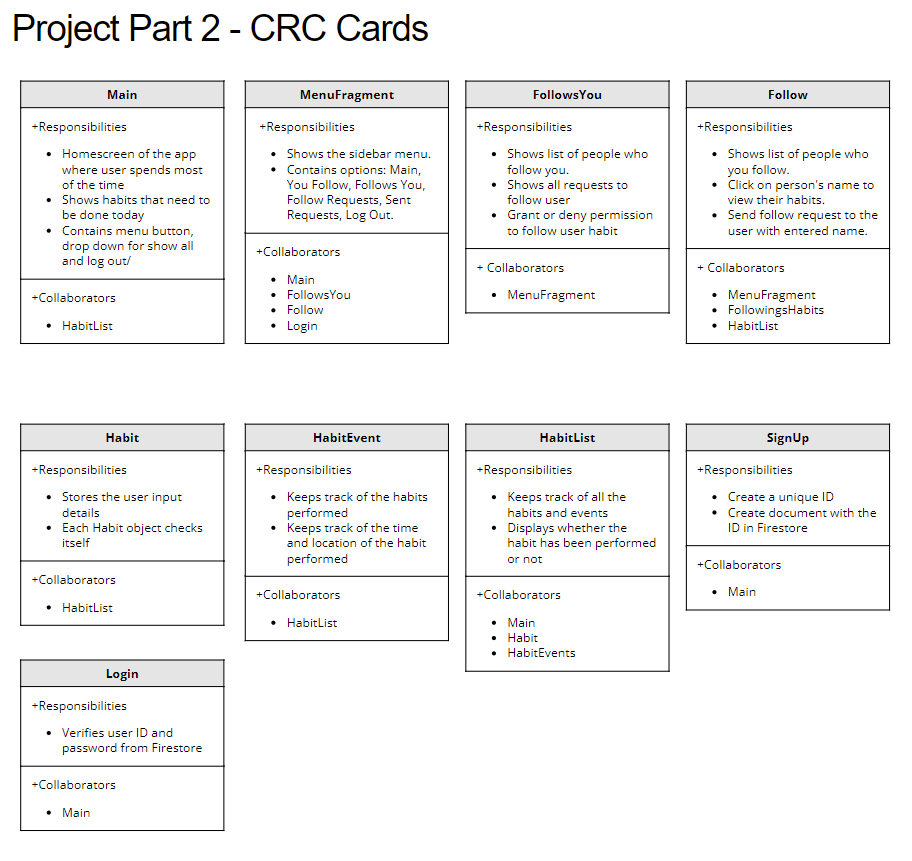 Project Part 2 - CRC Cards
Main
+Responsibilities
• Homescreen of the app
where user spends most
of the time
• Shows habits that need to
be done today
• Contains menu button,
drop down for show all
and log out/
+Collaborators
• HabitList
MenuFragment
+Responsibilities
• Shows the sidebar menu.
• Contains options: Main,
You Follow, Follows You,
Follow Requests, Sent
Requests, Log Out.
+Collaborators
• Main
• FollowsYou
• Follow
• Login
FollowsYou
+Responsibilities
• Shows list of people who
follow you.
• Shows all requests to
follow user
• Grant or deny permission
to follow user habit
+ Collaborators
• MenuFragment
Follow
+Responsibilities
• Shows list of people who
you follow.
• Click on person's name to
view their habits.
• Send follow request to the
user with entered name.
+ Collaborators
• MenuFragment
• FollowingsHabits
• HabitList
Habit
+Responsibilities
• Stores the user input
details
• Each Habit object checks
itself
+Collaborators
• HabitList
HabitEvent
+Responsibilities
• Keeps track of the habits
performed
• Keeps track of the time
and location of the habit
performed
+Collaborators
• HabitList
HabitList
+Responsibilities
• Keeps track of all the
habits and events
• Displays whether the
habit has been performed
or not
+Collaborators
• Main
• Habit
• HabitEvents
SignUp
+Responsibilities
• Create a unique ID
• Create document with the
ID in Firestore
+Collaborators
• Main
Login
+Responsibilities
• Verifies user ID and
password from Firestore
+Collaborators
• Main